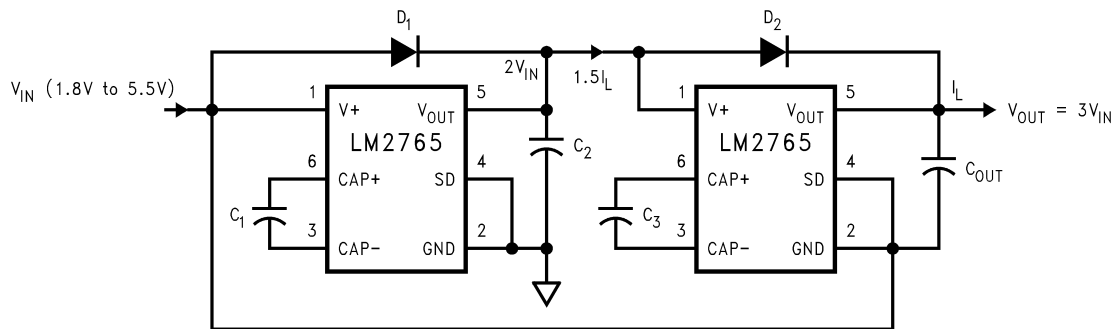 D1
D2
VIN (1.8V to 5.5V)
2VIN
1.5IL
IL
VOUT = 3VIN
1
V+
VOUT
5
LM2765
6
CAP+
SD
4
3
CAP-
GND
2
C1
C2
1
V+
VOUT
5
LM2765
6
CAP+
SD
4
3
CAP-
GND
2
C3
COUT